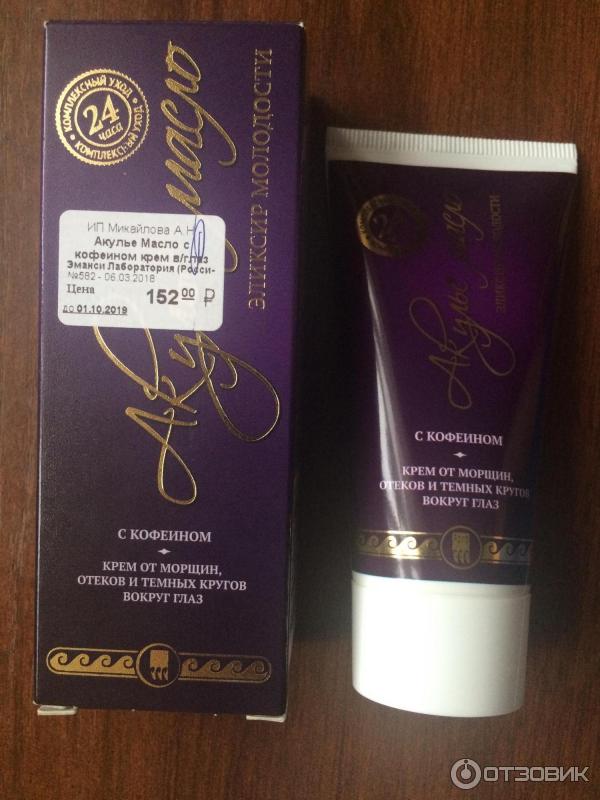 КОМПЛЕКСНЫЙ УХОД
24
часа
КОМПЛЕКСНЫЙ УХОД
Акулье масло
ЭЛИКСИР МОЛОДОСТИ
ИП Микайлова А.Н
Акулье Масло с
кофеином крем в/глаз
Эманси Лаборатория (Росси-
№582 - 06.03.2018
Цена
152 00 ₽
до 01.10.2019
С КОФЕИНОМ
КРЕМ ОТ МОРЩИН,
ОТЕКОВ И ТЕМНЫХ КРУГОВ
ВОКРУГ ГЛАЗ
Акулье масло
ЭЛИКСИР МОЛОДОСТИ
С КОФЕИНОМ
КРЕМ ОТ МОРЩИН,
ОТЕКОВ И ТЕМНЫХ КРУГОВ
ВОКРУГ ГЛАЗ
ОТЗОВИК